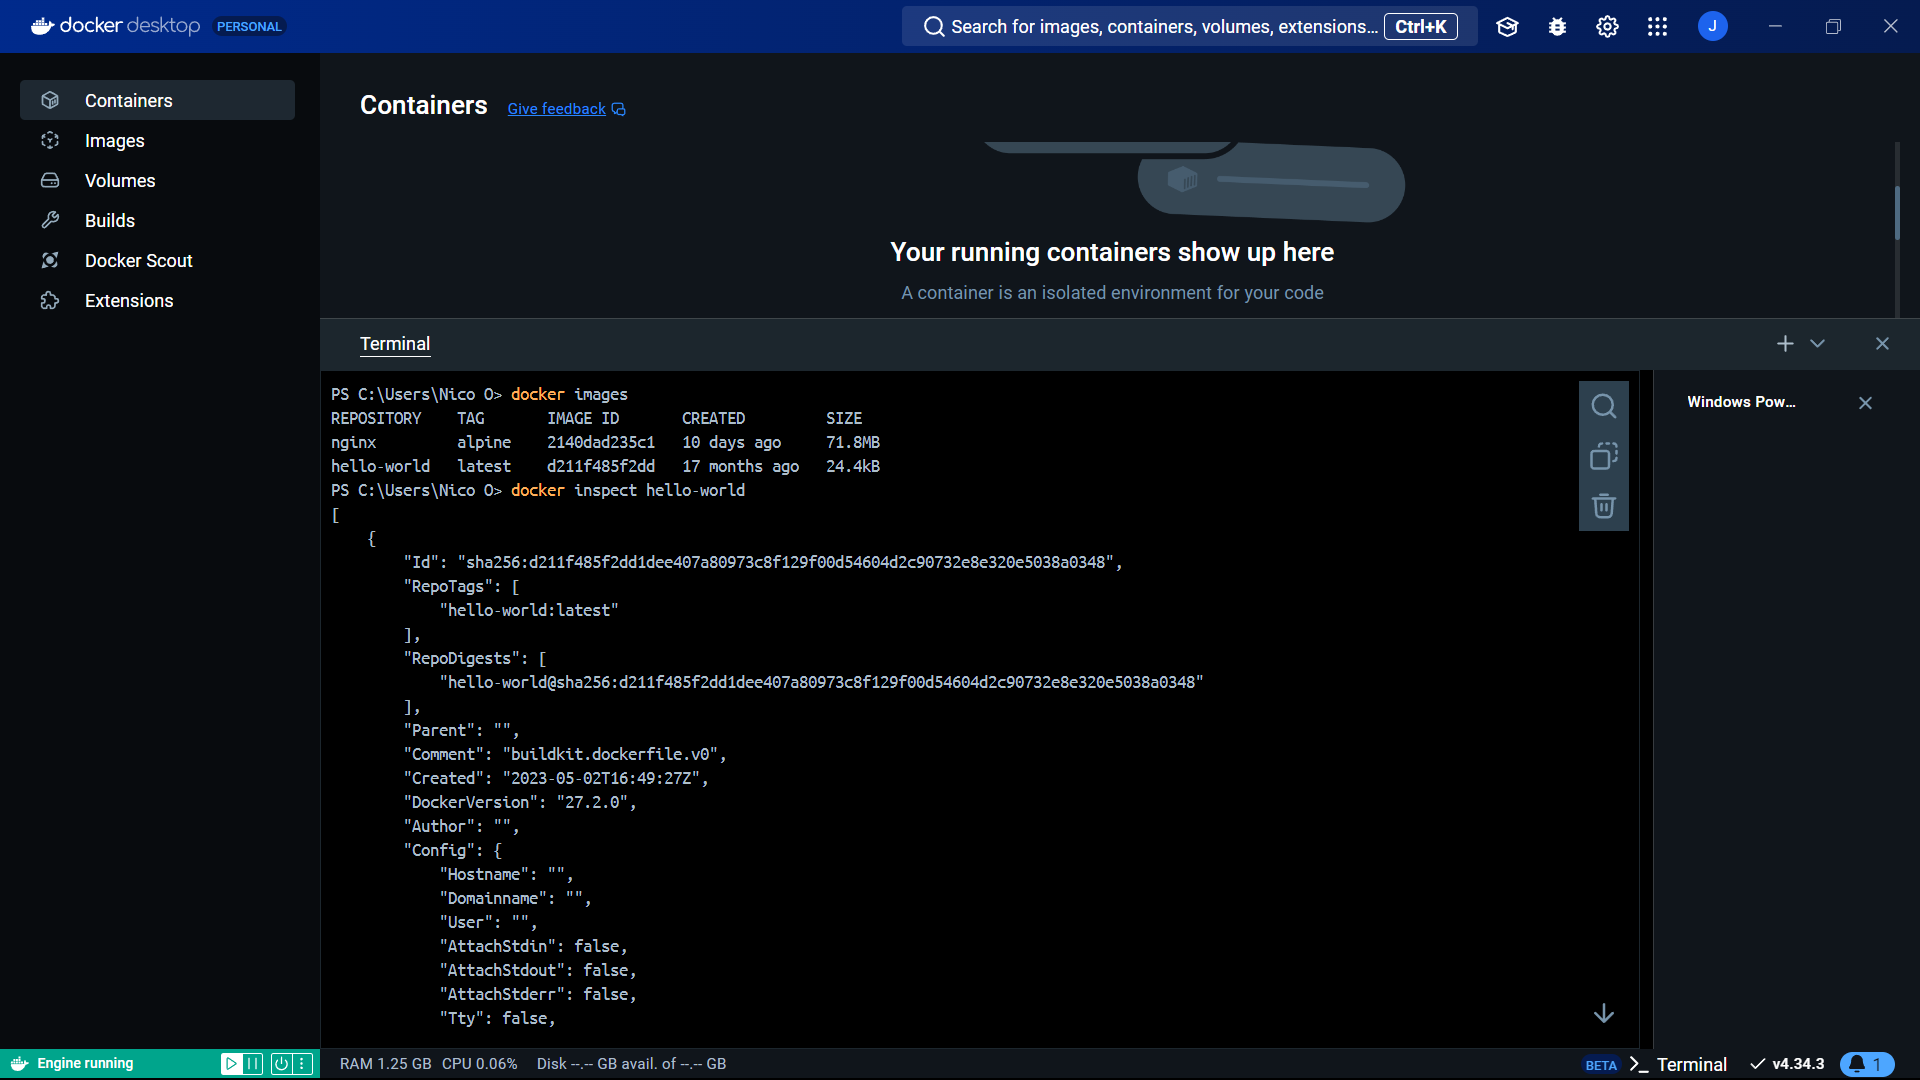 docker desktop PERSONAL
Search for images, containers, volumes, extensions... Ctrl+K
J
Containers
Images
Volumes
Builds
Docker Scout
Extensions
Containers Give feedback
Your running containers show up here
A container is an isolated environment for your code
Terminal
Windows Pow...
PS C:\Users\Nico O> docker images
REPOSITORY    TAG       IMAGE ID       CREATED         SIZE
nginx         alpine    2140dad235c1   10 days ago     71.8MB
hello-world   latest    d211f485f2dd   17 months ago   24.4kB
PS C:\Users\Nico O> docker inspect hello-world
[
    {
        "Id": "sha256:d211f485f2dd1dee407a80973c8f129f00d54604d2c90732e8e320e5038a0348",
        "RepoTags": [
            "hello-world:latest"
        ],
        "RepoDigests": [
            "hello-world@sha256:d211f485f2dd1dee407a80973c8f129f00d54604d2c90732e8e320e5038a0348"
        ],
        "Parent": "",
        "Comment": "buildkit.dockerfile.v0",
        "Created": "2023-05-02T16:49:27Z",
        "DockerVersion": "27.2.0",
        "Author": "",
        "Config": {
            "Hostname": "",
            "Domainname": "",
            "User": "",
            "AttachStdin": false,
            "AttachStdout": false,
            "AttachStderr": false,
            "Tty": false,
Engine running
RAM 1.25 GB CPU 0.06% Disk --.-- GB avail. of --.-- GB
BETA Terminal v4.34.3 1